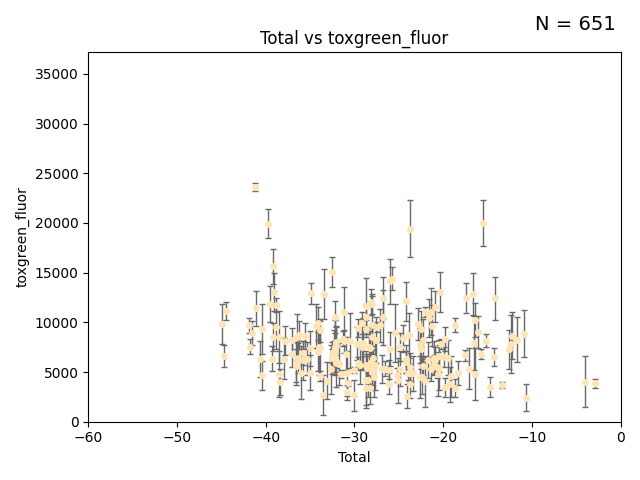 N = 651
Total vs toxgreen_fluor
35000
30000
25000
20000
15000
10000
5000
0
toxgreen_fluor
−60 −50 −40 −30 −20 −10 0
Total